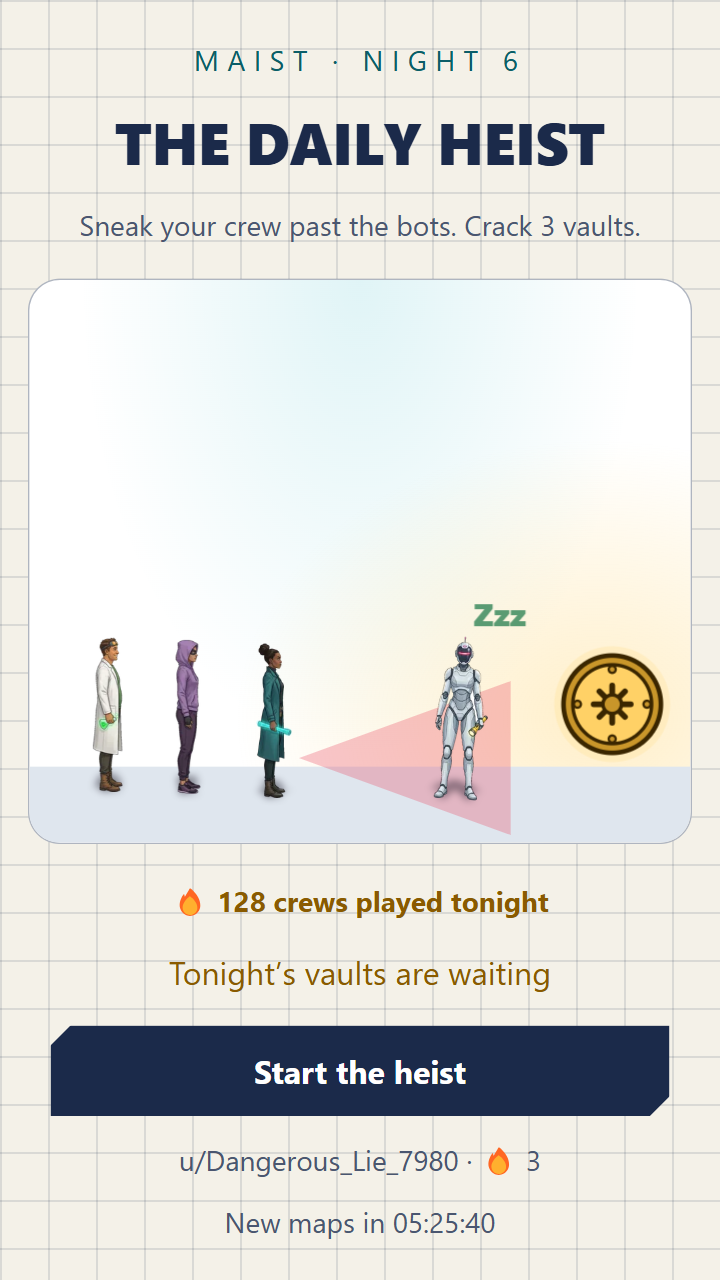 MAIST · NIGHT 6
THE DAILY HEIST
Sneak your crew past the bots. Crack 3 vaults.
Zzz
🔥 128 crews played tonight
Tonight’s vaults are waiting
Start the heist
u/Dangerous_Lie_7980 · 🔥 3
New maps in 05:25:40